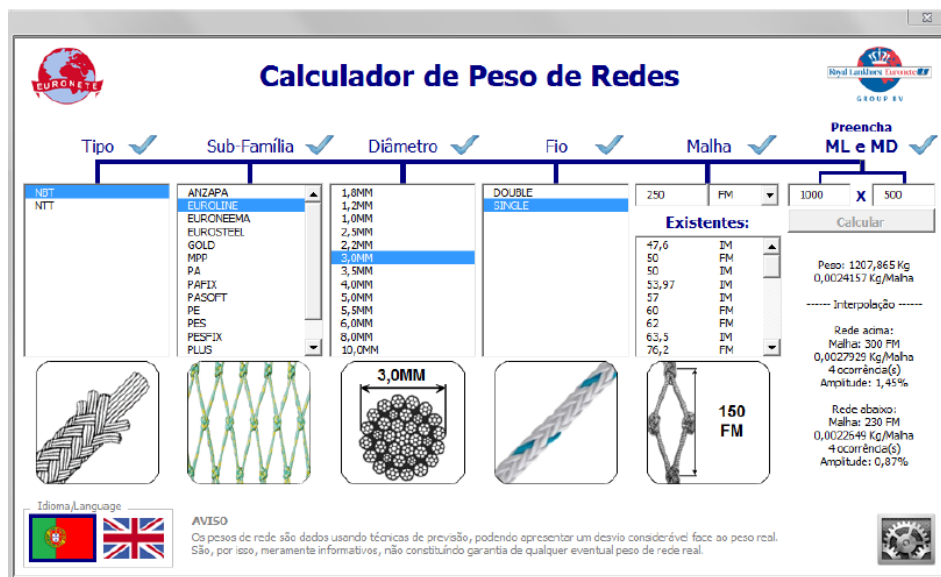 EURONETE
Calculador de Peso de Redes
Royal Lankhorst Euronete
GROUP BV
Tipo
Sub-Família
Diâmetro
Fio
Malha
Preencha
ML e MD
NBT
NTT
ANZAPA
EUROLINE
EURONEEMA
EUROSTEEL
GOLD
MPP
PA
PAFIX
PASOFT
PE
PES
PESFIX
PLUS
1,8MM
1,2MM
1,0MM
2,5MM
2,2MM
3,0MM
3,5MM
4,0MM
5,0MM
5,5MM
6,0MM
8,0MM
10,0MM
DOUBLE
SINGLE
250 FM
Existentes:
47,6 IM
50 FM
50 IM
53,97 IM
57 IM
60 FM
62 FM
63,5 IM
76,2 FM
1000 X 500
Calcular
Peso: 1207,865 Kg
0,0024157 Kg/Malha
------ Interpolação ------
Rede acima:
Malha: 300 FM
0,0027929 Kg/Malha
4 ocorrência(s)
Amplitude: 1,45%
Rede abaixo:
Malha: 230 FM
0,0022649 Kg/Malha
4 ocorrência(s)
Amplitude: 0,87%
3,0MM
150
FM
Idioma/Language
AVISO
Os pesos de rede são dados usando técnicas de previsão, podendo apresentar um desvio considerável face ao peso real.
São, por isso, meramente informativos, não constituíndo garantia de qualquer eventual peso de rede real.